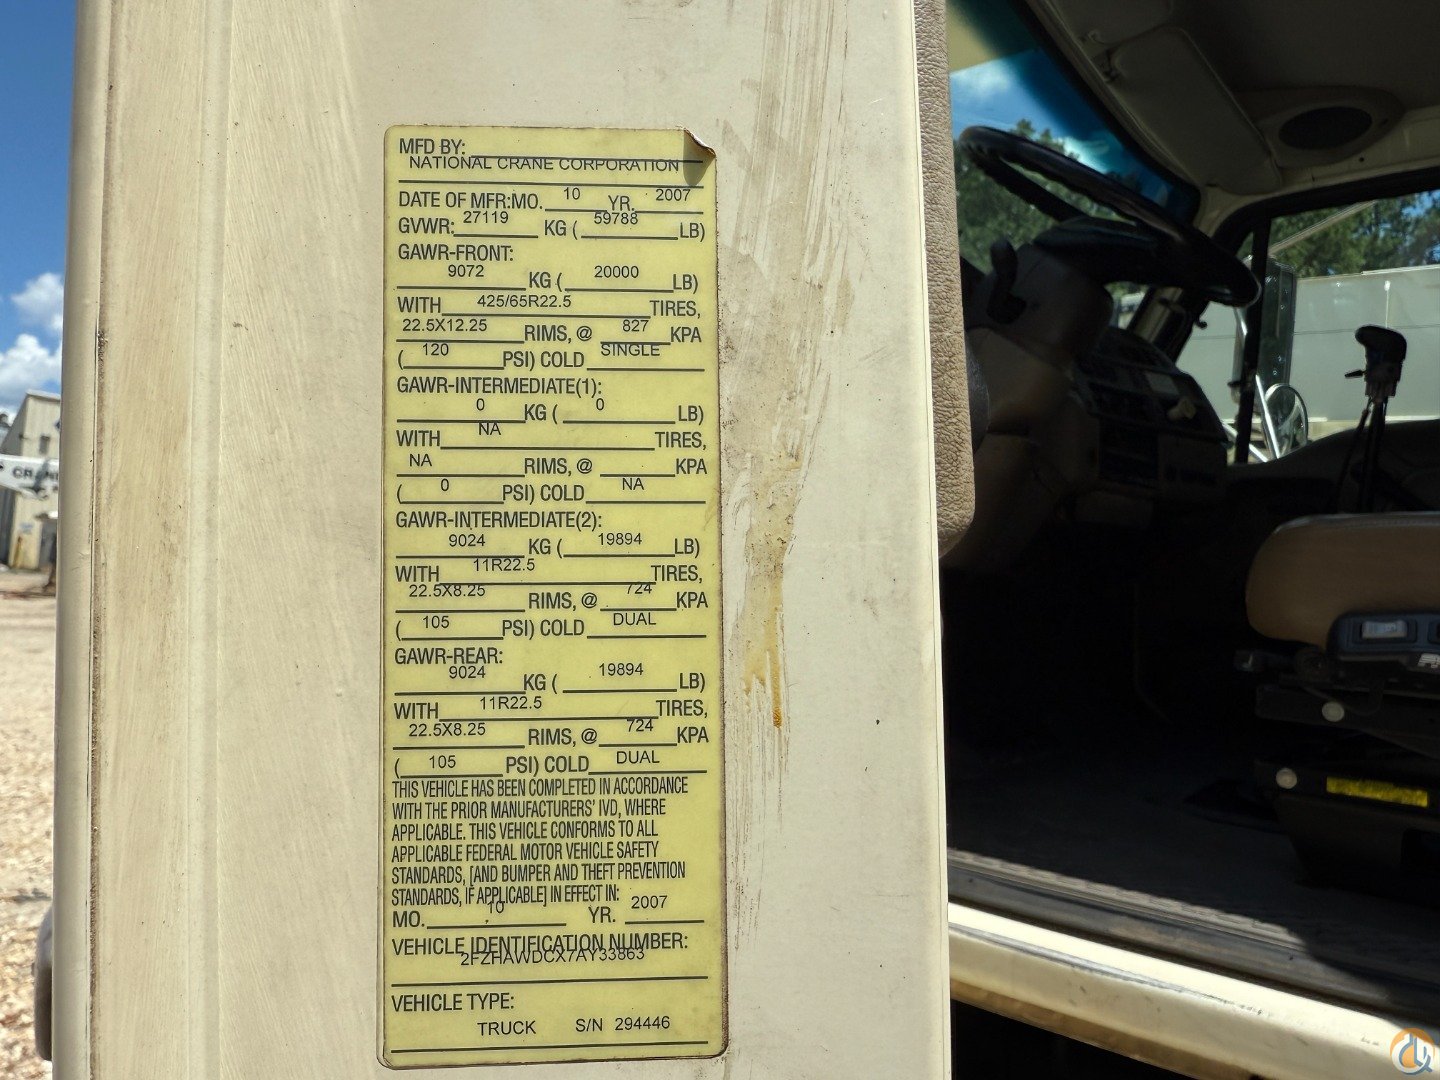 MFD BY:
NATIONAL CRANE CORPORATION
DATE OF MFR:MO. 10 YR. 2007
GVWR: 27119 KG ( 59788 LB)
GAWR-FRONT:
9072 KG ( 20000 LB)
WITH 425/65R22.5 TIRES,
22.5X12.25 RIMS, @ 827 KPA
( 120 PSI) COLD SINGLE
GAWR-INTERMEDIATE(1):
0 KG ( 0 LB)
WITH NA TIRES,
NA RIMS, @ KPA
( 0 PSI) COLD NA
GAWR-INTERMEDIATE(2):
9024 KG ( 19894 LB)
WITH 11R22.5 TIRES,
22.5X8.25 RIMS, @ 724 KPA
( 105 PSI) COLD DUAL
GAWR-REAR:
9024 KG ( 19894 LB)
WITH 11R22.5 TIRES,
22.5X8.25 RIMS, @ 724 KPA
( 105 PSI) COLD DUAL
THIS VEHICLE HAS BEEN COMPLETED IN ACCORDANCE
WITH THE PRIOR MANUFACTURERS' IVD, WHERE
APPLICABLE. THIS VEHICLE CONFORMS TO ALL
APPLICABLE FEDERAL MOTOR VEHICLE SAFETY
STANDARDS, [AND BUMPER AND THEFT PREVENTION
STANDARDS, IF APPLICABLE] IN EFFECT IN:
MO. 10 YR. 2007
VEHICLE IDENTIFICATION NUMBER:
2FZHAWDCX7AY33863
VEHICLE TYPE:
TRUCK S/N 294446